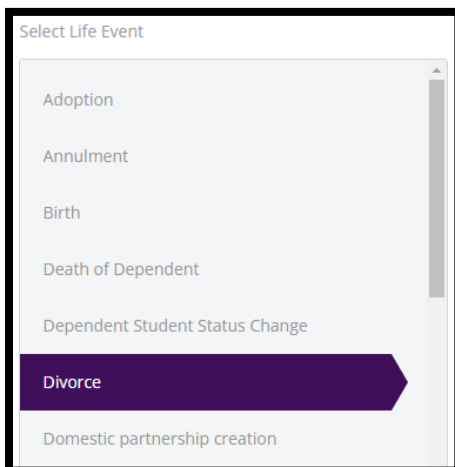 Select Life Event
Adoption
Annulment
Birth
Death of Dependent
Dependent Student Status Change
Divorce
Domestic partnership creation